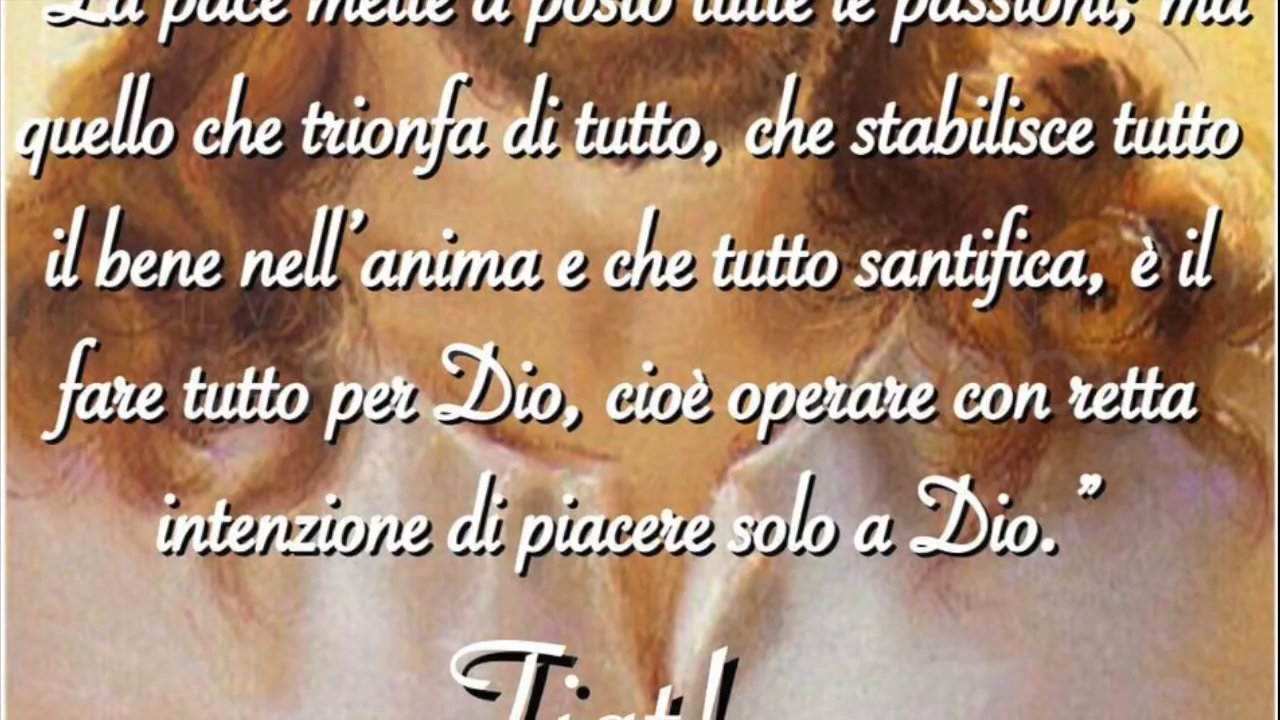 "La pace mette a posto tutte le passioni; ma
quello che trionfa di tutto, che stabilisce tutto
il bene nell'anima e che tutto santifica, è il
fare tutto per Dio, cioè operare con retta
intenzione di piacere solo a Dio."
Fiat!